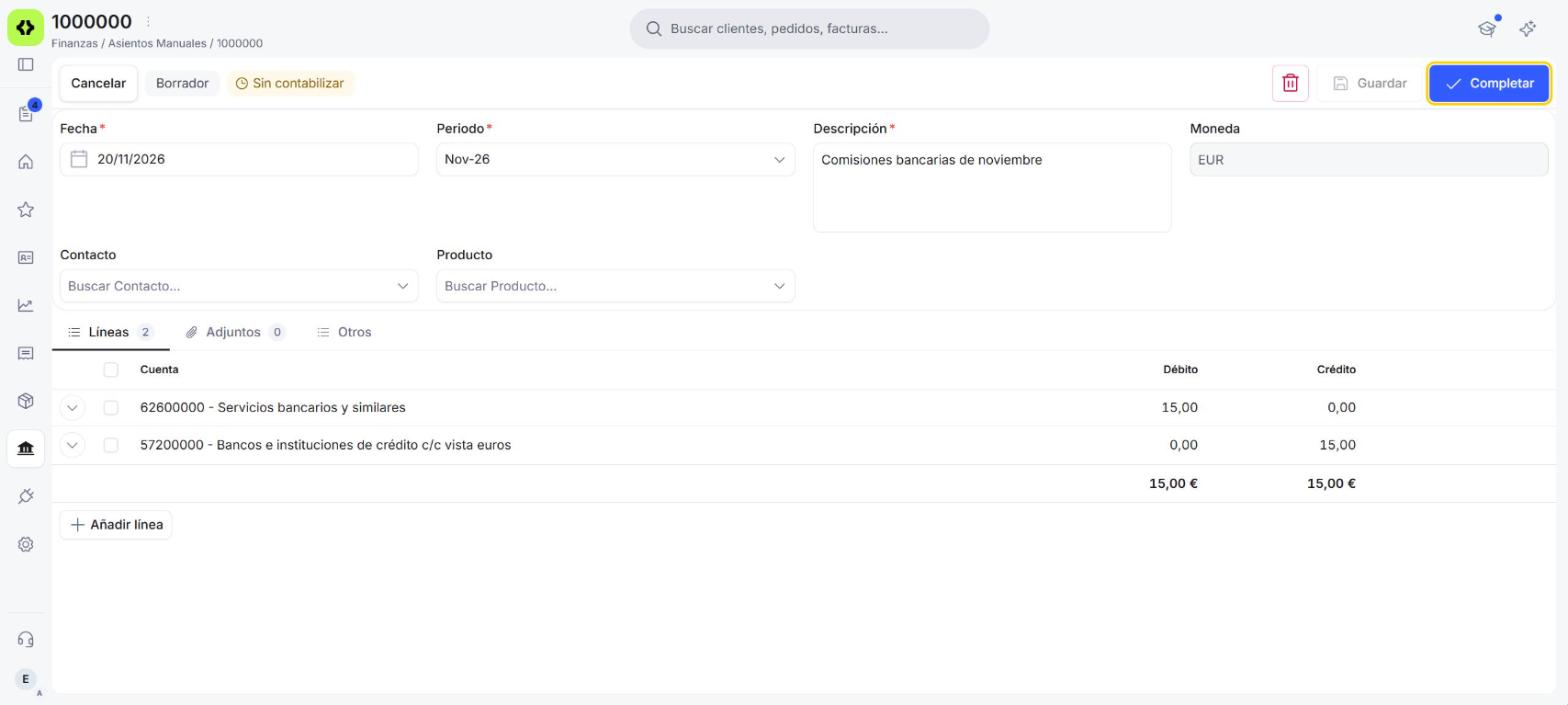 1000000
Buscar clientes, pedidos, facturas...
Finanzas / Asientos Manuales / 1000000
Cancelar
Borrador
Sin contabilizar
Guardar
Completar
4
Fecha*
Periodo*
Descripción*
Moneda
20/11/2026
Nov-26
Comisiones bancarias de noviembre
EUR
Contacto
Producto
Buscar Contacto...
Buscar Producto...
Líneas 2
Adjuntos 0
Otros
Cuenta Débito Crédito
62600000 - Servicios bancarios y similares 15,00 0,00
57200000 - Bancos e instituciones de crédito c/c vista euros 0,00 15,00
15,00 € 15,00 €
Añadir línea
E
A